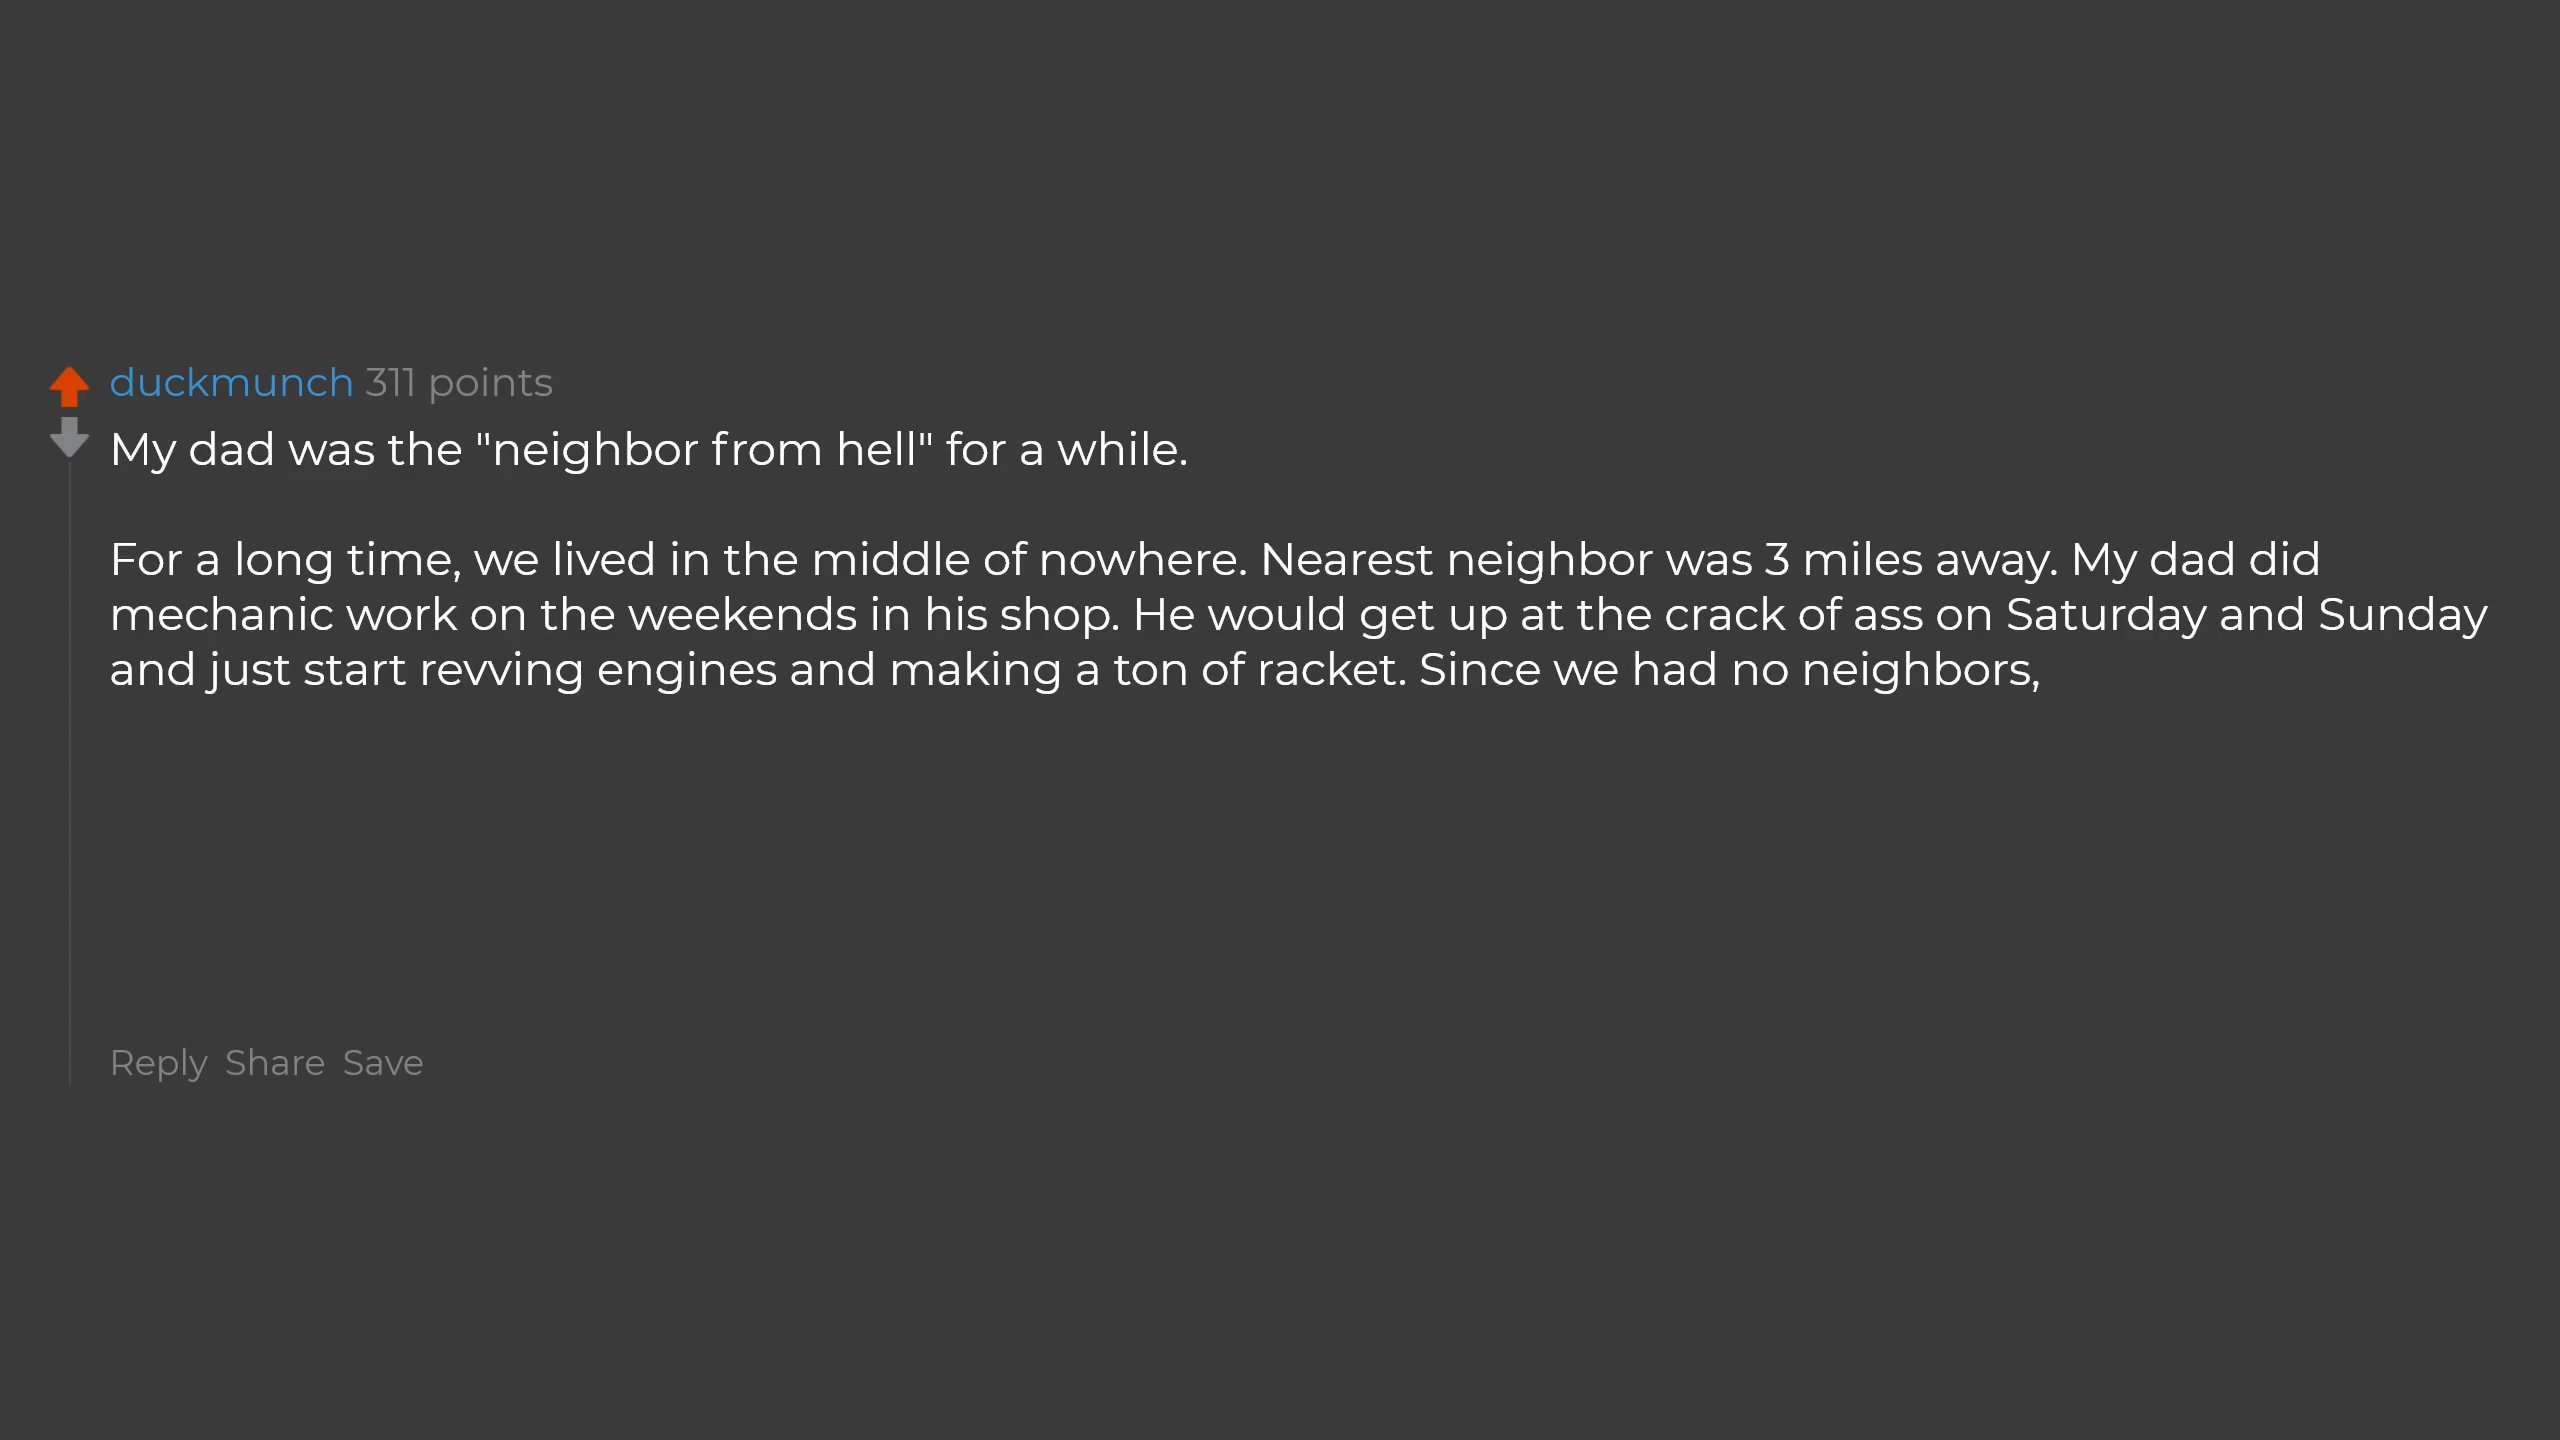 duckmunch 311 points
My dad was the "neighbor from hell" for a while.
For a long time, we lived in the middle of nowhere. Nearest neighbor was 3 miles away. My dad did
mechanic work on the weekends in his shop. He would get up at the crack of ass on Saturday and Sunday
and just start revving engines and making a ton of racket. Since we had no neighbors,
Reply Share Save